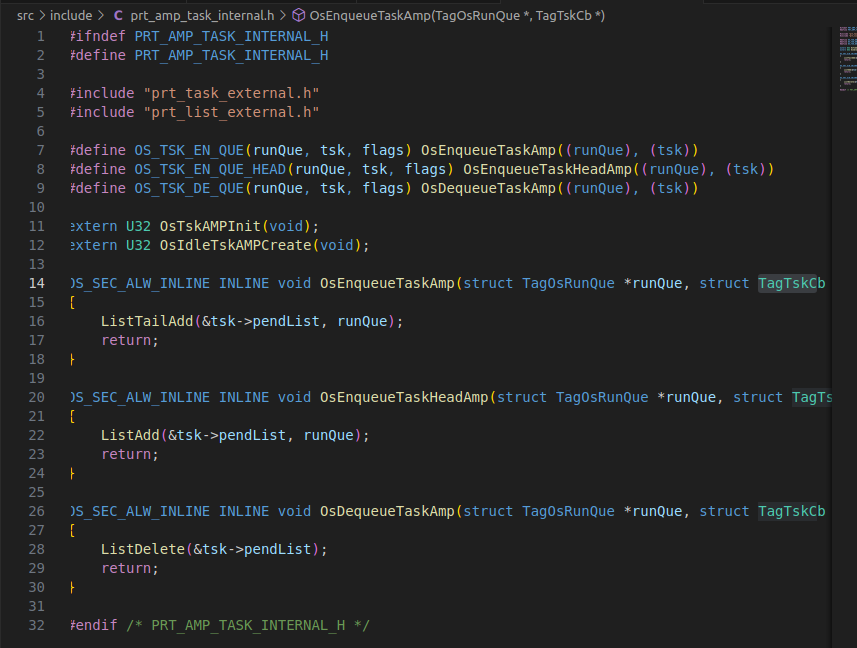 src > include > C prt_amp_task_internal.h > OsEnqueueTaskAmp(TagOsRunQue *, TagTskCb *)
1 #ifndef PRT_AMP_TASK_INTERNAL_H
2 #define PRT_AMP_TASK_INTERNAL_H
3
4 #include "prt_task_external.h"
5 #include "prt_list_external.h"
6
7 #define OS_TSK_EN_QUE(runQue, tsk, flags) OsEnqueueTaskAmp((runQue), (tsk))
8 #define OS_TSK_EN_QUE_HEAD(runQue, tsk, flags) OsEnqueueTaskHeadAmp((runQue), (tsk))
9 #define OS_TSK_DE_QUE(runQue, tsk, flags) OsDequeueTaskAmp((runQue), (tsk))
10
11 extern U32 OsTskAMPInit(void);
12 extern U32 OsIdleTskAMPCreate(void);
13
14 OS_SEC_ALW_INLINE INLINE void OsEnqueueTaskAmp(struct TagOsRunQue *runQue, struct TagTskCb
15 {
16     ListTailAdd(&tsk->pendList, runQue);
17     return;
18 }
19
20 OS_SEC_ALW_INLINE INLINE void OsEnqueueTaskHeadAmp(struct TagOsRunQue *runQue, struct TagTs
21 {
22     ListAdd(&tsk->pendList, runQue);
23     return;
24 }
25
26 OS_SEC_ALW_INLINE INLINE void OsDequeueTaskAmp(struct TagOsRunQue *runQue, struct TagTskCb
27 {
28     ListDelete(&tsk->pendList);
29     return;
30 }
31
32 #endif /* PRT_AMP_TASK_INTERNAL_H */